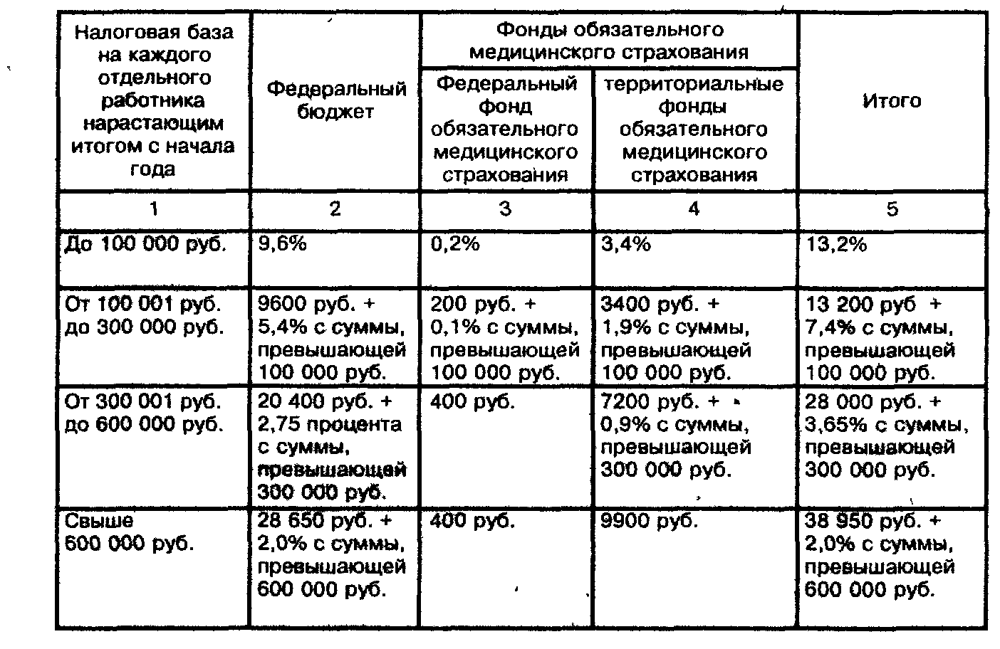 Налоговая база
на каждого
отдельного
работника
нарастающим
итогом с начала
года
Федеральный
бюджет
Фонды обязательного
медицинского страхования
Федеральный
фонд
обязательного
медицинского
страхования
территориальные
фонды
обязательного
медицинского
страхования
Итого
1
2
3
4
5
До 100 000 руб.
9,6%
0,2%
3,4%
13,2%
От 100 001 руб.
до 300 000 руб.
9600 руб. +
5,4% с суммы,
превышающей
100 000 руб.
200 руб. +
0,1% с суммы,
превышающей
100 000 руб.
3400 руб. +
1,9% с суммы,
превышающей
100 000 руб.
13 200 руб +
7,4% с суммы,
превышающей
100 000 руб.
От 300 001 руб.
до 600 000 руб.
20 400 руб. +
2,75 процента
с суммы,
превышающей
300 000 руб.
400 руб.
7200 руб. +
0,9% с суммы,
превышающей
300 000 руб.
28 000 руб. +
3,65% с суммы,
превышающей
300 000 руб.
Свыше
600 000 руб.
28 650 руб. +
2,0% с суммы,
превышающей
600 000 руб.
400 руб.
9900 руб.
38 950 руб. +
2,0% с суммы,
превышающей
600 000 руб.